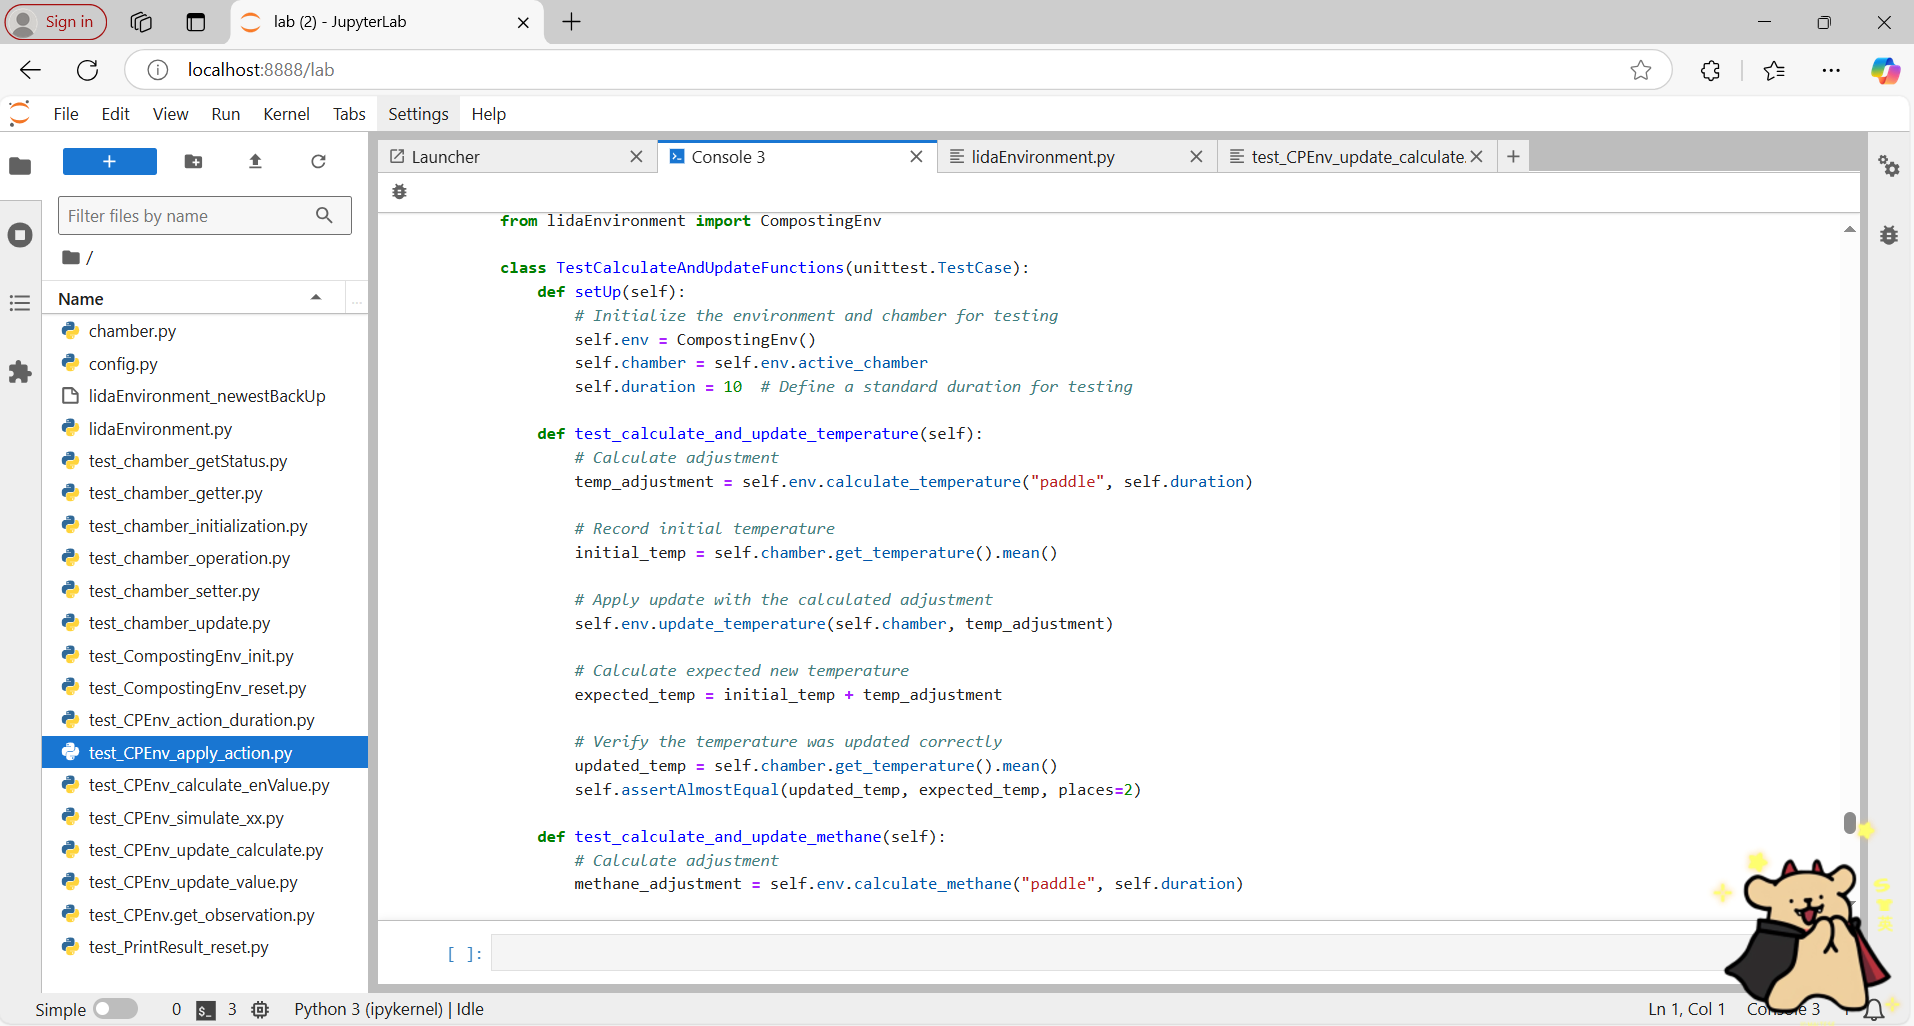 Sign in
lab (2) - JupyterLab
localhost:8888/lab
File Edit View Run Kernel Tabs Settings Help
Launcher
Console 3
lidaEnvironment.py
test_CPEnv_update_calculate.
Filter files by name
/
Name
...
chamber.py
config.py
lidaEnvironment_newestBackUp
lidaEnvironment.py
test_chamber_getStatus.py
test_chamber_getter.py
test_chamber_initialization.py
test_chamber_operation.py
test_chamber_setter.py
test_chamber_update.py
test_CompostingEnv_init.py
test_CompostingEnv_reset.py
test_CPEnv_action_duration.py
test_CPEnv_apply_action.py
test_CPEnv_calculate_enValue.py
test_CPEnv_simulate_xx.py
test_CPEnv_update_calculate.py
test_CPEnv_update_value.py
test_CPEnv.get_observation.py
test_PrintResult_reset.py
from lidaEnvironment import CompostingEnv
class TestCalculateAndUpdateFunctions(unittest.TestCase):
def setUp(self):
# Initialize the environment and chamber for testing
self.env = CompostingEnv()
self.chamber = self.env.active_chamber
self.duration = 10  # Define a standard duration for testing
def test_calculate_and_update_temperature(self):
# Calculate adjustment
temp_adjustment = self.env.calculate_temperature("paddle", self.duration)
# Record initial temperature
initial_temp = self.chamber.get_temperature().mean()
# Apply update with the calculated adjustment
self.env.update_temperature(self.chamber, temp_adjustment)
# Calculate expected new temperature
expected_temp = initial_temp + temp_adjustment
# Verify the temperature was updated correctly
updated_temp = self.chamber.get_temperature().mean()
self.assertAlmostEqual(updated_temp, expected_temp, places=2)
def test_calculate_and_update_methane(self):
# Calculate adjustment
methane_adjustment = self.env.calculate_methane("paddle", self.duration)
[ ]:
Simple 0 3 Python 3 (ipykernel) | Idle
Ln 1, Col 1
3